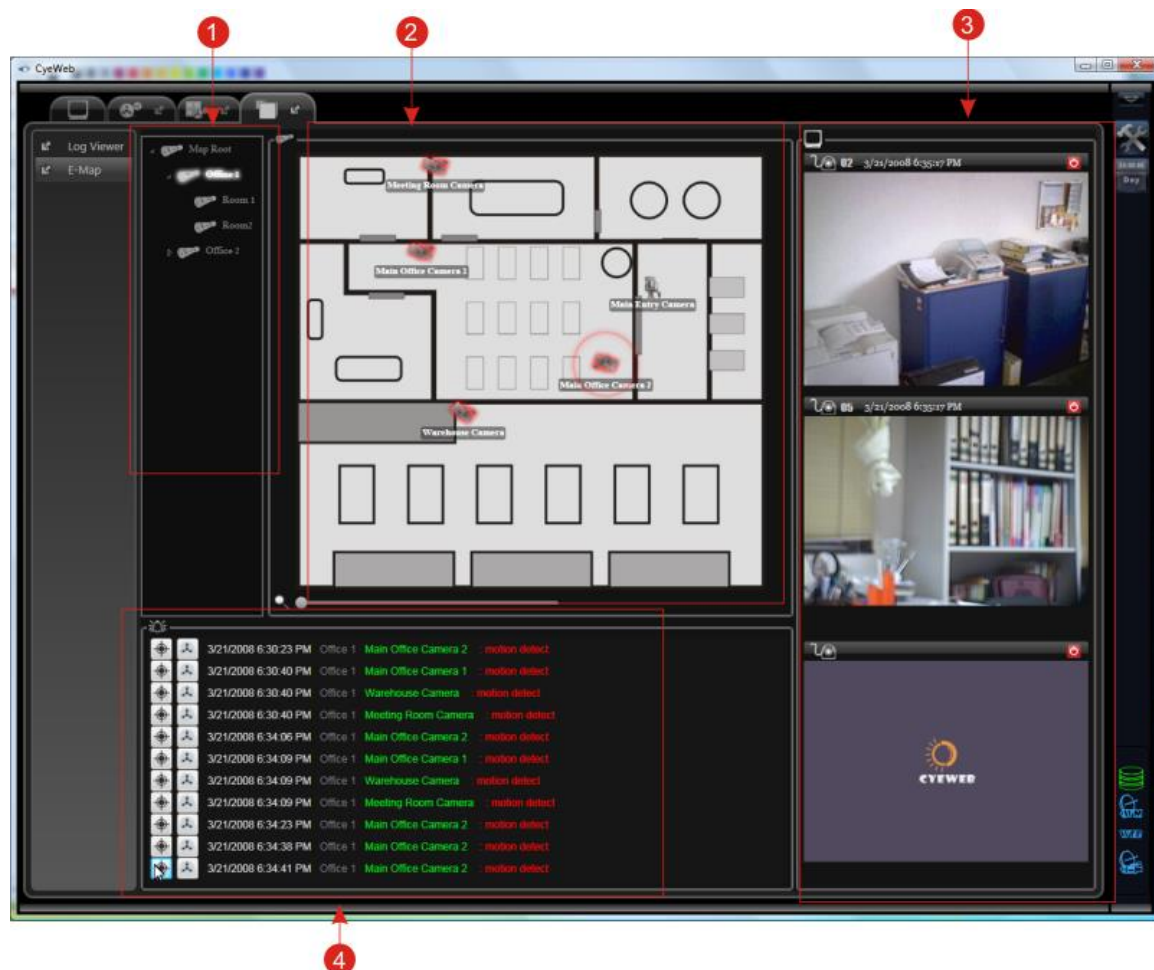 1
2
3
CyeWeb
Log Viewer
E-Map
Map Root
Office 1
Room 1
Room2
Office 2
Meeting Room Camera
Main Office Camera 1
Main Entry Camera
Main Office Camera 2
Warehouse Camera
02 3/21/2008 6:35:17 PM
05 3/21/2008 6:35:17 PM
CYEWEB
Day
3/21/2008 6:30:23 PM Office 1 Main Office Camera 2 : motion detect
3/21/2008 6:30:40 PM Office 1 Main Office Camera 1 : motion detect
3/21/2008 6:30:40 PM Office 1 Warehouse Camera : motion detect
3/21/2008 6:30:40 PM Office 1 Meeting Room Camera : motion detect
3/21/2008 6:34:06 PM Office 1 Main Office Camera 2 : motion detect
3/21/2008 6:34:09 PM Office 1 Main Office Camera 1 : motion detect
3/21/2008 6:34:09 PM Office 1 Warehouse Camera : motion detect
3/21/2008 6:34:09 PM Office 1 Meeting Room Camera : motion detect
3/21/2008 6:34:23 PM Office 1 Main Office Camera 2 : motion detect
3/21/2008 6:34:38 PM Office 1 Main Office Camera 2 : motion detect
3/21/2008 6:34:41 PM Office 1 Main Office Camera 2 : motion detect
4